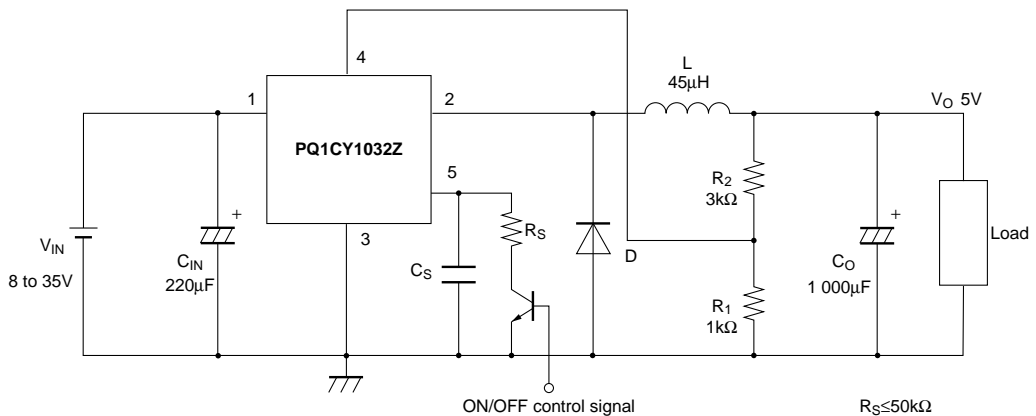 4
L
45μH
1
2
VO 5V
PQ1CY1032Z
5
R2
3kΩ
RS
3
VIN
CIN
220μF
8 to 35V
CS
D
CO
1 000μF
Load
R1
1kΩ
ON/OFF control signal
RS≤50kΩ
+
+